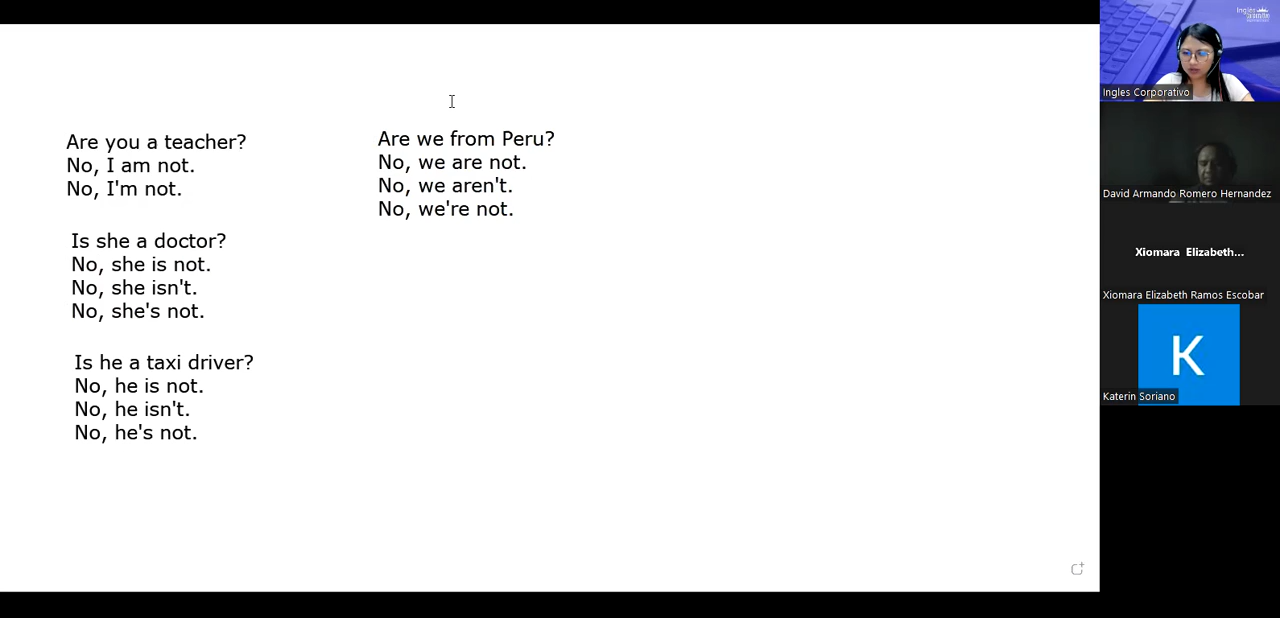 Are you a teacher?
No, I am not.
No, I'm not.
Is she a doctor?
No, she is not.
No, she isn't.
No, she's not.
Is he a taxi driver?
No, he is not.
No, he isn't.
No, he's not.
Are we from Peru?
No, we are not.
No, we aren't.
No, we're not.
Ingles Corporativo
David Armando Romero Hernandez
Xiomara Elizabeth...
Xiomara Elizabeth Ramos Escobar
K
Katerin Soriano